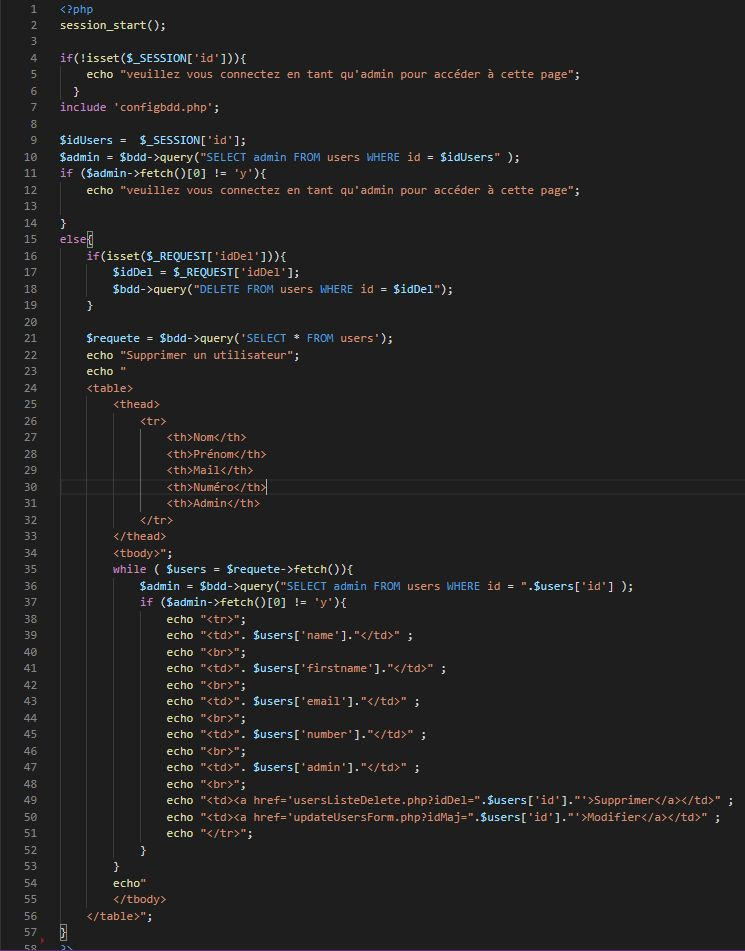 1 <?php
2 session_start();
3
4 if(!isset($_SESSION['id'])){
5 echo "veuillez vous connectez en tant qu'admin pour accéder à cette page";
6 }
7 include 'configbdd.php';
8
9 $idUsers = $_SESSION['id'];
10 $admin = $bdd->query("SELECT admin FROM users WHERE id = $idUsers" );
11 if ($admin->fetch()[0] != 'y'){
12 echo "veuillez vous connectez en tant qu'admin pour accéder à cette page";
13
14 }
15 else{
16 if(isset($_REQUEST['idDel'])){
17 $idDel = $_REQUEST['idDel'];
18 $bdd->query("DELETE FROM users WHERE id = $idDel");
19 }
20
21 $requete = $bdd->query('SELECT * FROM users');
22 echo "Supprimer un utilisateur";
23 echo "
24 <table>
25 <thead>
26 <tr>
27 <th>Nom</th>
28 <th>Prénom</th>
29 <th>Mail</th>
30 <th>Numéro</th>
31 <th>Admin</th>
32 </tr>
33 </thead>
34 <tbody>";
35 while ( $users = $requete->fetch()){
36 $admin = $bdd->query("SELECT admin FROM users WHERE id = ".$users['id'] );
37 if ($admin->fetch()[0] != 'y'){
38 echo "<tr>";
39 echo "<td>". $users['name']."</td>" ;
40 echo "<br>";
41 echo "<td>". $users['firstname']."</td>" ;
42 echo "<br>";
43 echo "<td>". $users['email']."</td>" ;
44 echo "<br>";
45 echo "<td>". $users['number']."</td>" ;
46 echo "<br>";
47 echo "<td>". $users['admin']."</td>" ;
48 echo "<br>";
49 echo "<td><a href='usersListeDelete.php?idDel=".$users['id']."'>Supprimer</a></td>" ;
50 echo "<td><a href='updateUsersForm.php?idMaj=".$users['id']."'>Modifier</a></td>" ;
51 echo "</tr>";
52 }
53 }
54 echo"
55 </tbody>
56 </table>";
57 }
58 ?>